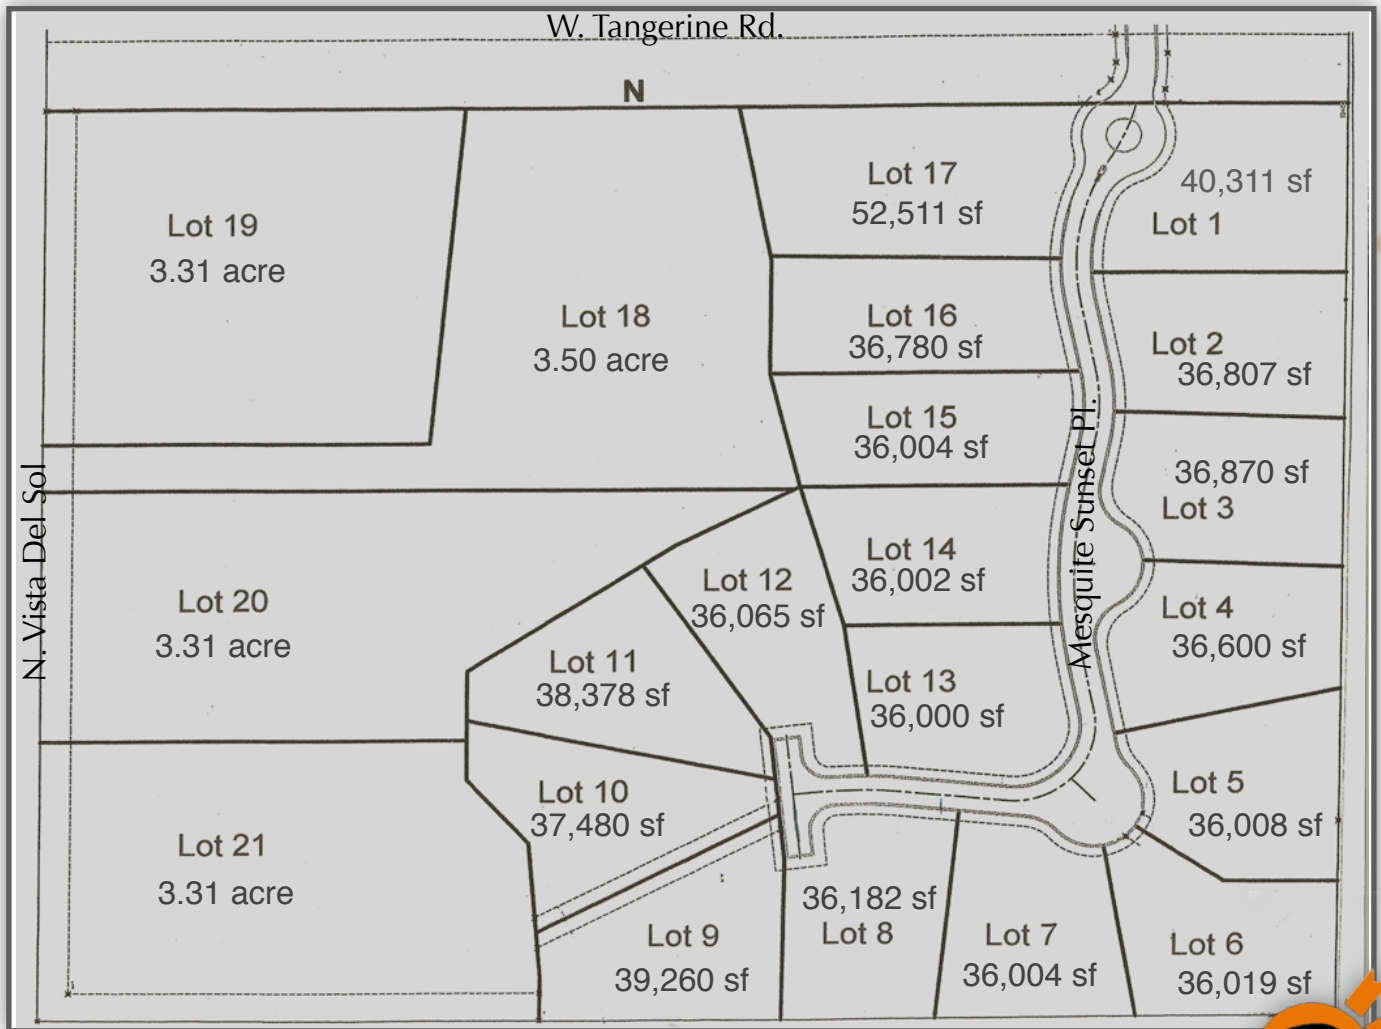 W. Tangerine Rd.
N
Lot 17
52,511 sf
40,311 sf
Lot 1
Lot 19
3.31 acre
Lot 18
3.50 acre
Lot 16
36,780 sf
Lot 2
36,807 sf
Lot 15
36,004 sf
36,870 sf
Lot 3
N. Vista Del Sol
Mesquite Sunset Pl.
Lot 14
36,002 sf
Lot 12
36,065 sf
Lot 20
3.31 acre
Lot 4
36,600 sf
Lot 11
38,378 sf
Lot 13
36,000 sf
Lot 10
37,480 sf
Lot 5
36,008 sf
Lot 21
3.31 acre
36,182 sf
Lot 8
Lot 9
39,260 sf
Lot 7
36,004 sf
Lot 6
36,019 sf